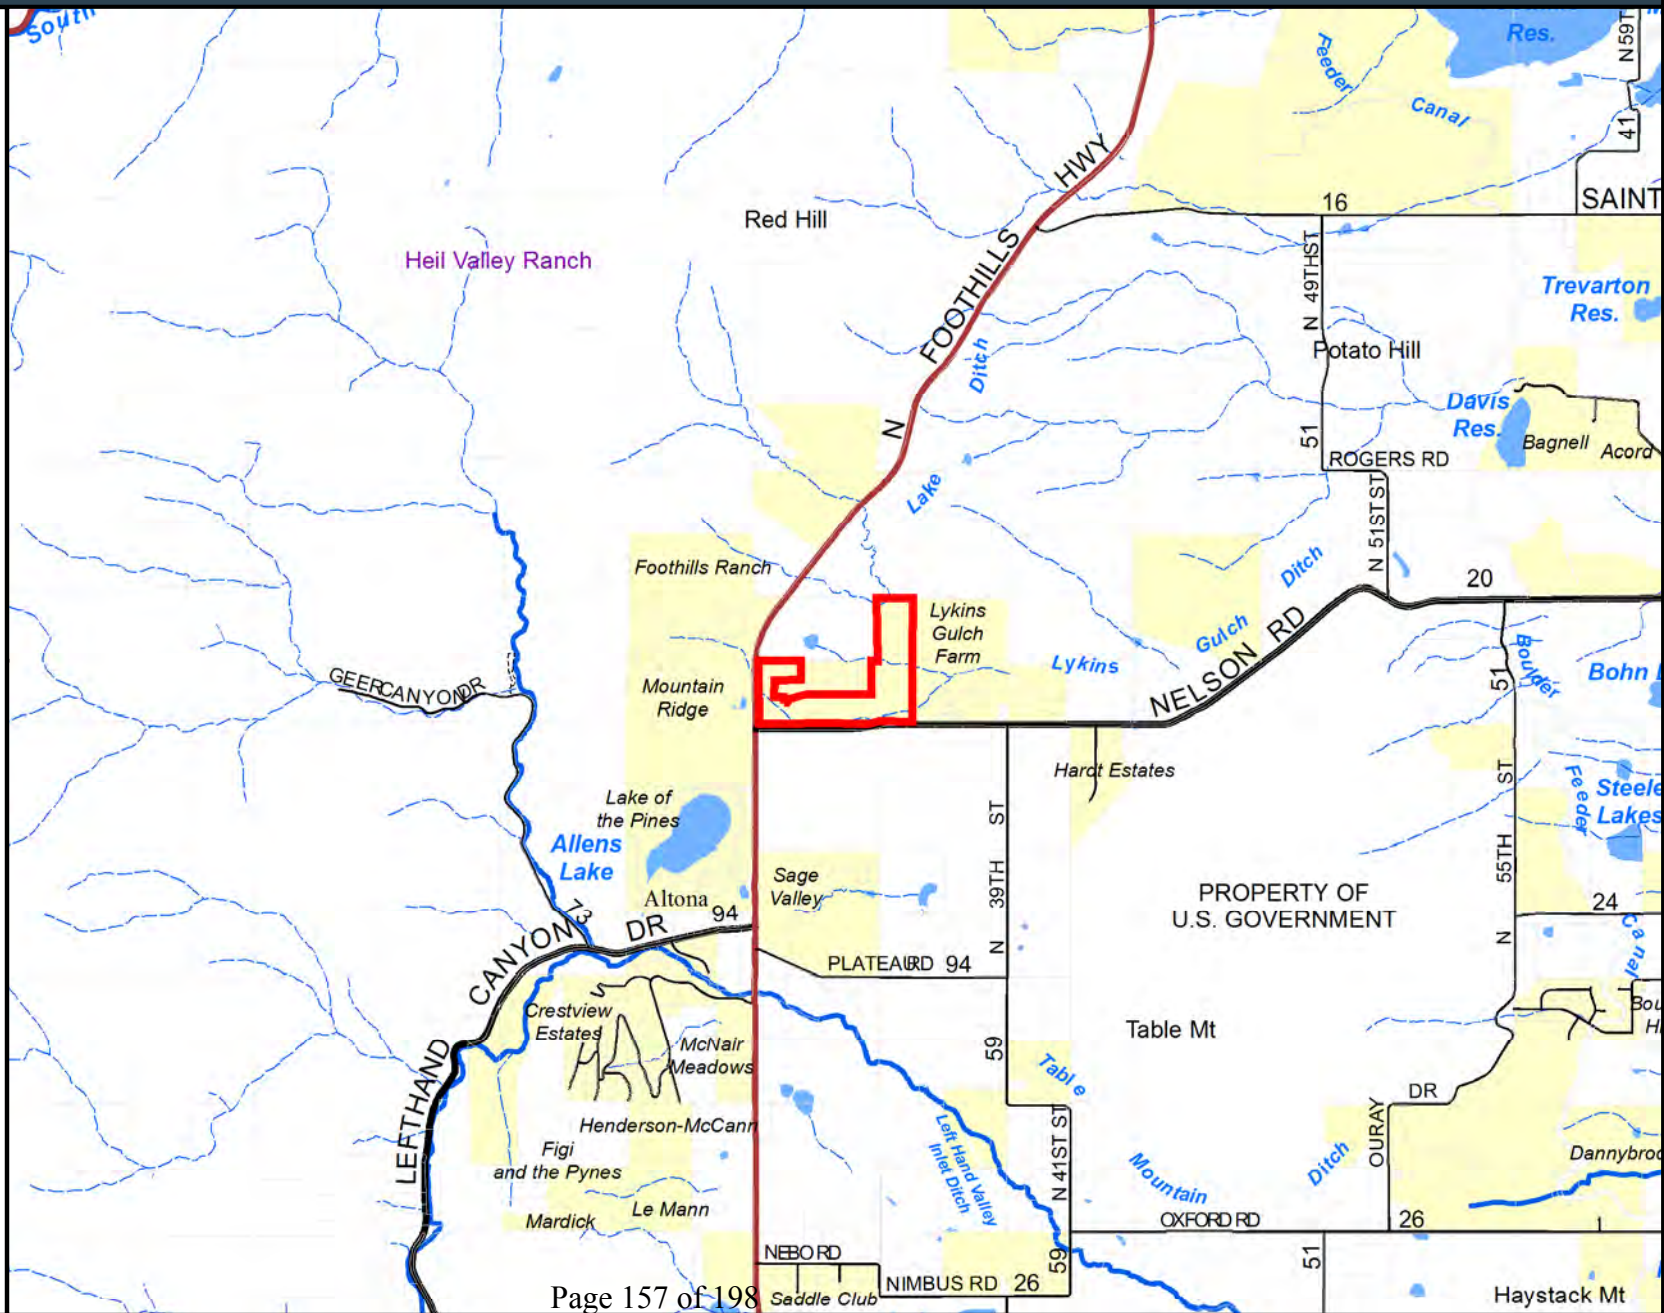 South
Res.
N 59T
Feeder
Canal
41
HWY
16
SAINT
Red Hill
Heil Valley Ranch
FOOTHILLS
N 49TH ST
Trevarton
Res.
Potato Hill
Ditch
Davis
Res.
N
51
Bagnell
Acord
ROGERS RD
Lake
N 51ST ST
Foothills Ranch
Ditch
20
Lykins
Gulch
Farm
Gulch
NELSON RD
Lykins
Boulder
Bohn L
GEER CANYON DR
Mountain
Ridge
51
Hardt Estates
Feeder
Steele
Lakes
Lake of
the Pines
Allens
Lake
N 39TH ST
N 55TH ST
Sage
Valley
PROPERTY OF
U.S. GOVERNMENT
Altona
94
24
73
Canal
LEFTHAND CANYON DR
PLATEAU RD 94
Crestview
Estates
Table Mt
Bou
H
McNair
Meadows
59
Table
DR
OURAY
Henderson-McCann
Left Hand Valley
Inlet Ditch
N 41ST ST
Figi
and the Pynes
Mountain
Ditch
Dannybroo
Le Mann
Mardick
OXFORD RD
26
NEBO RD
59
51
NIMBUS RD 26
Page 157 of 198
Saddle Club
Haystack Mt